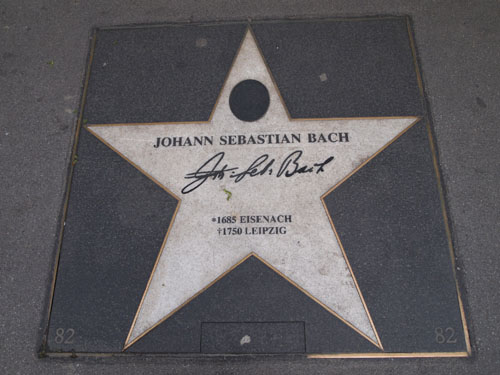 JOHANN SEBASTIAN BACH
Joh. Seb. Bach
*1685 EISENACH
†1750 LEIPZIG
82 82